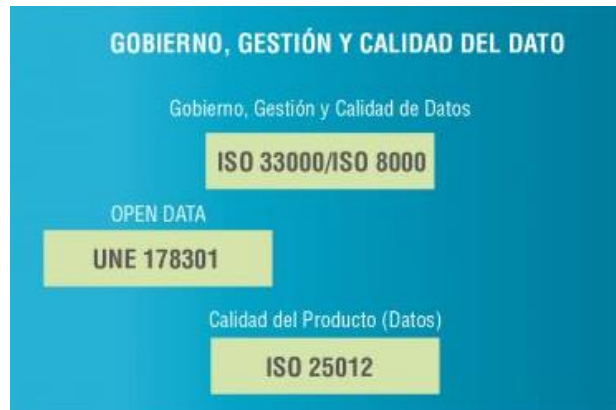 GOBIERNO, GESTIÓN Y CALIDAD DEL DATO
Gobierno, Gestión y Calidad de Datos
ISO 33000/ISO 8000
OPEN DATA
UNE 178301
Calidad del Producto (Datos)
ISO 25012